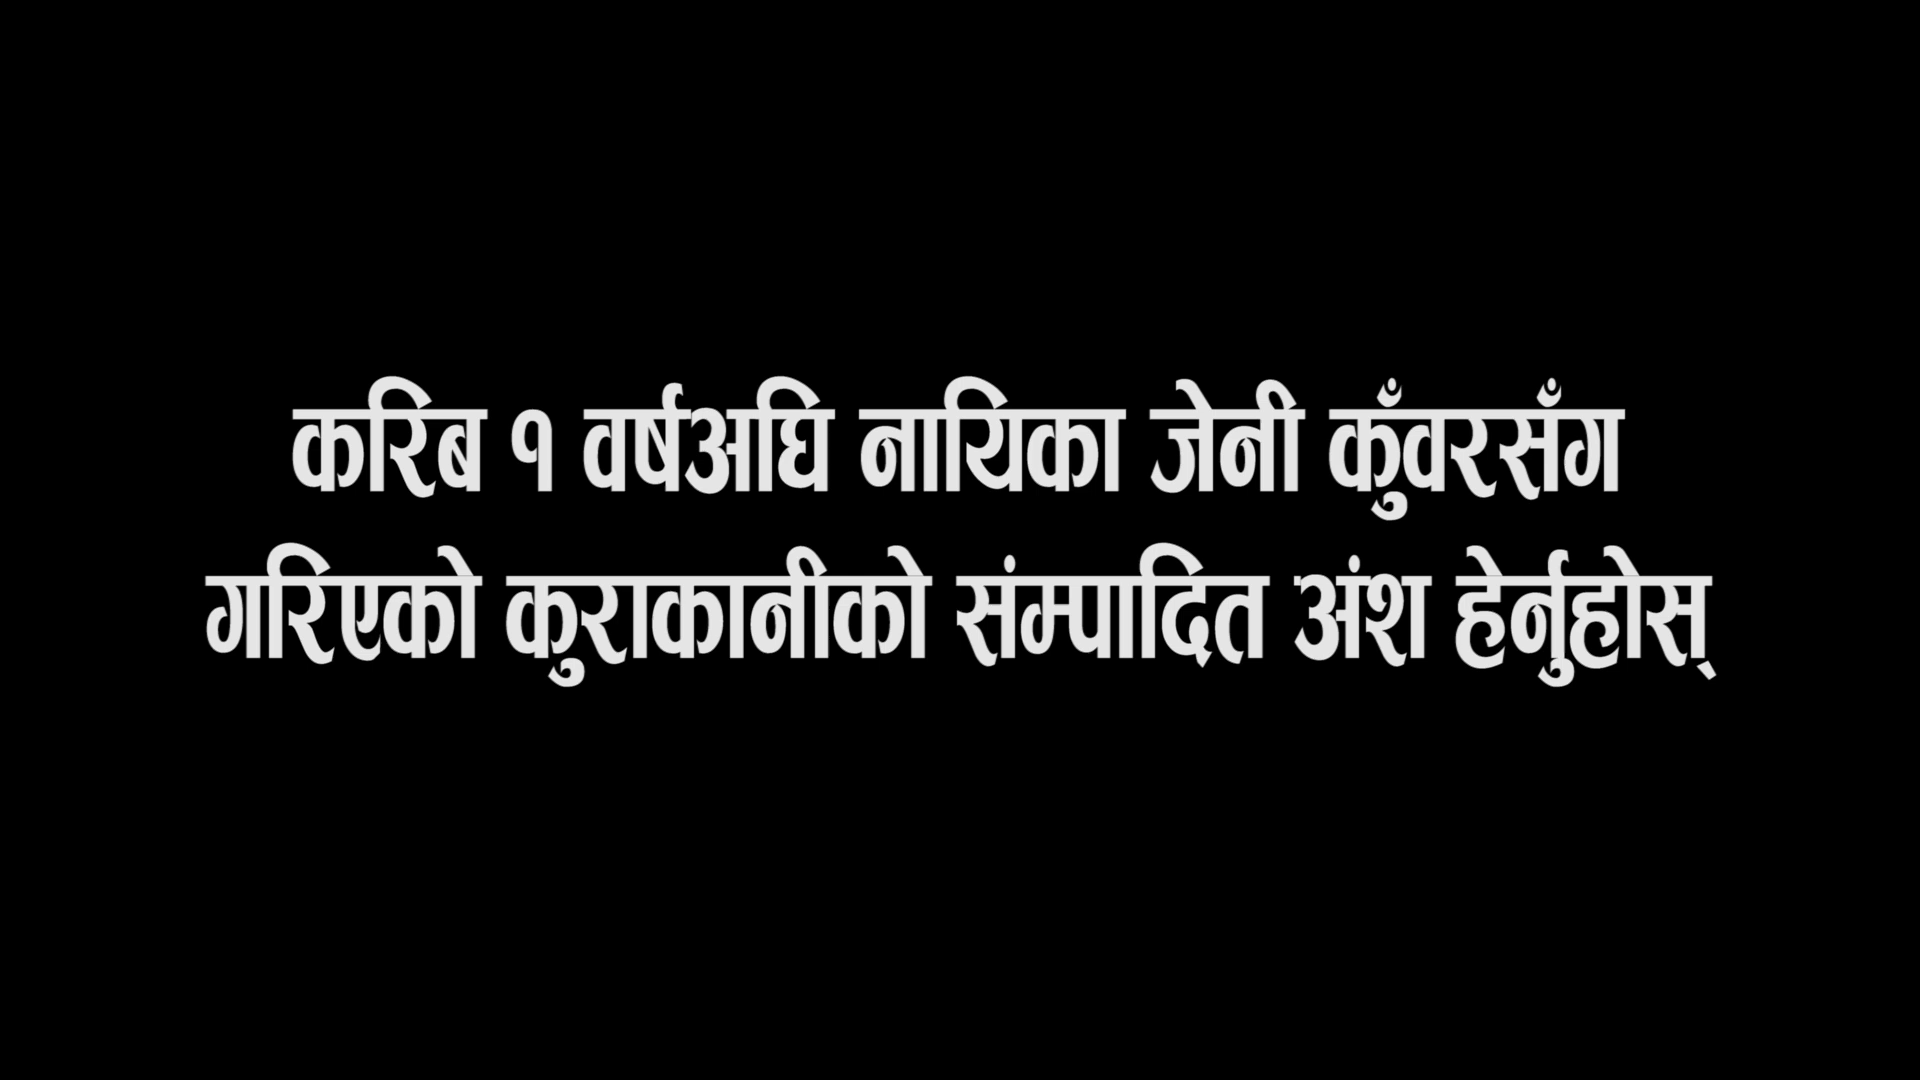 करिब १ वर्षअघि नायिका जेनी कुँवरसँग
गरिएको कुराकानीको संम्पादित अंश हेर्नुहोस्